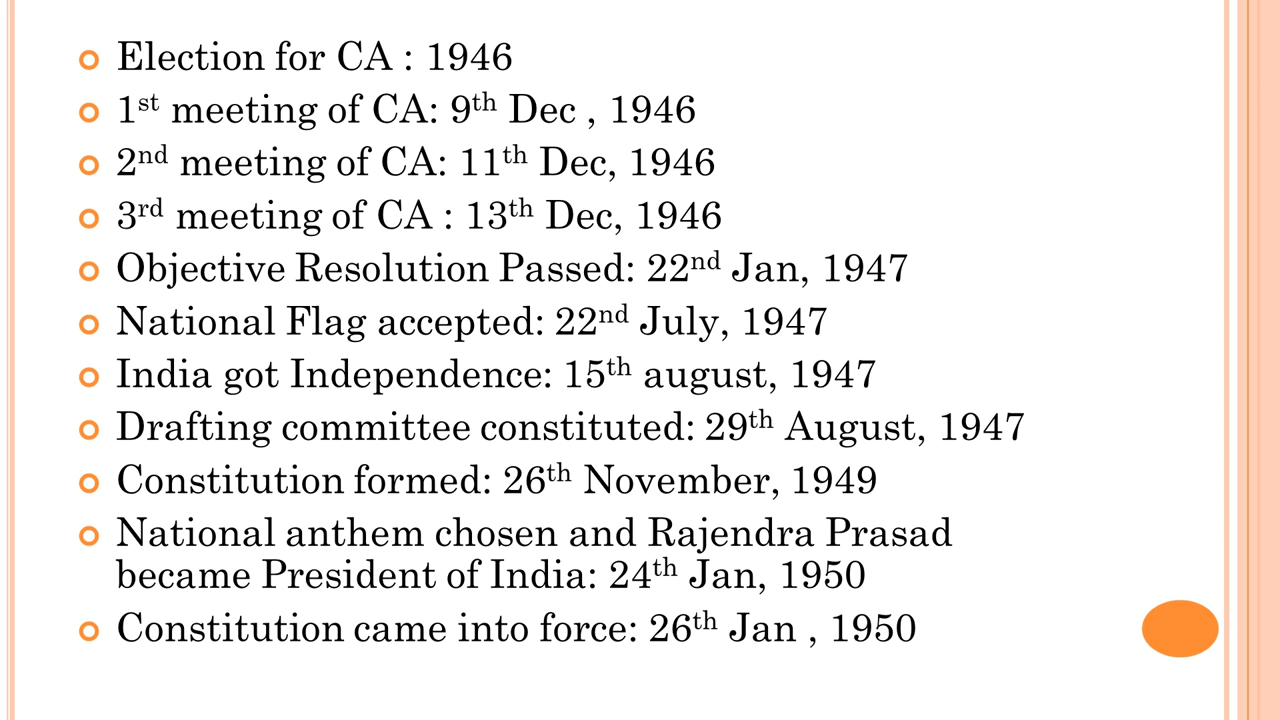 Election for CA : 1946
1st meeting of CA: 9th Dec , 1946
2nd meeting of CA: 11th Dec, 1946
3rd meeting of CA : 13th Dec, 1946
Objective Resolution Passed: 22nd Jan, 1947
National Flag accepted: 22nd July, 1947
India got Independence: 15th august, 1947
Drafting committee constituted: 29th August, 1947
Constitution formed: 26th November, 1949
National anthem chosen and Rajendra Prasad
became President of India: 24th Jan, 1950
Constitution came into force: 26th Jan , 1950